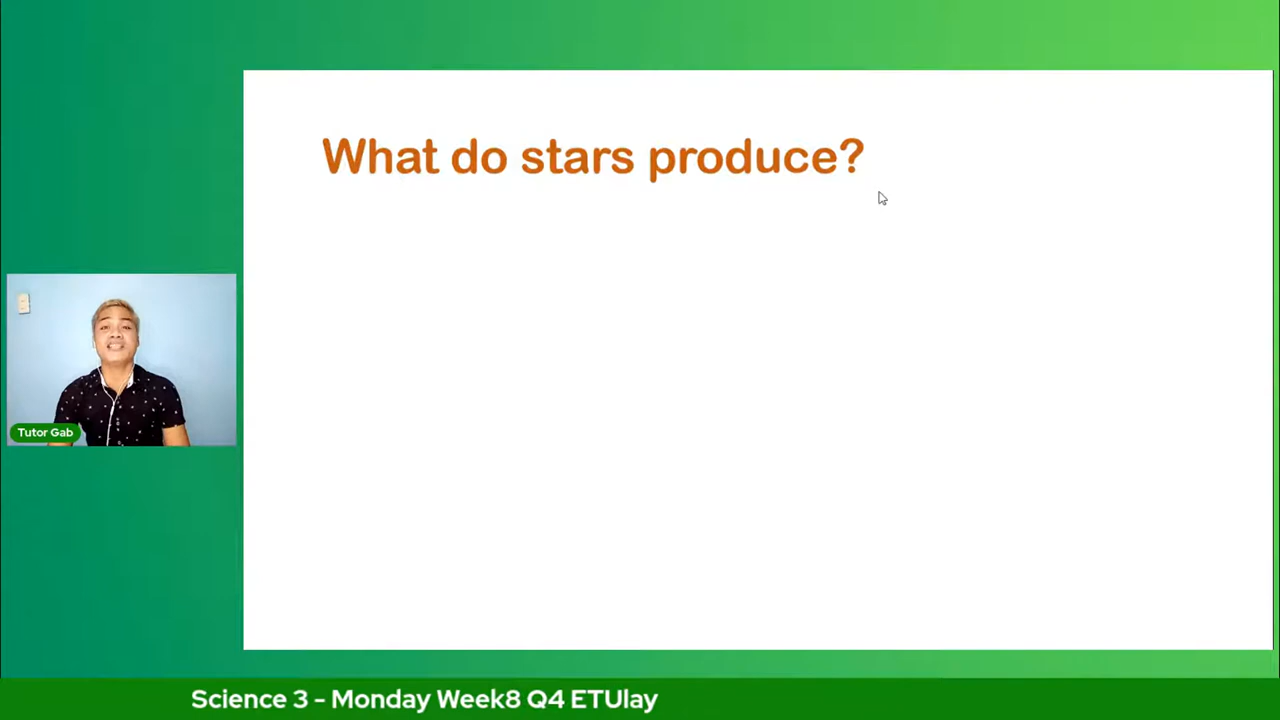 What do stars produce?
Tutor Gab
Science 3 - Monday Week8 Q4 ETUlay